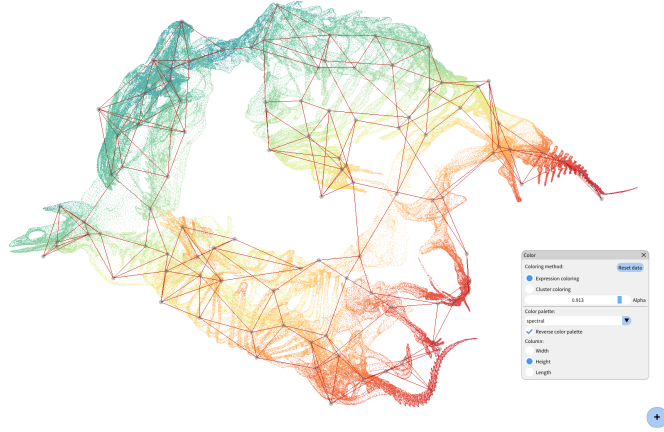 Color
Coloring method:
Reset data
Expression coloring
Cluster coloring
0.913 Alpha
Color palette:
spectral
Reverse color palette
Column:
Width
Height
Length